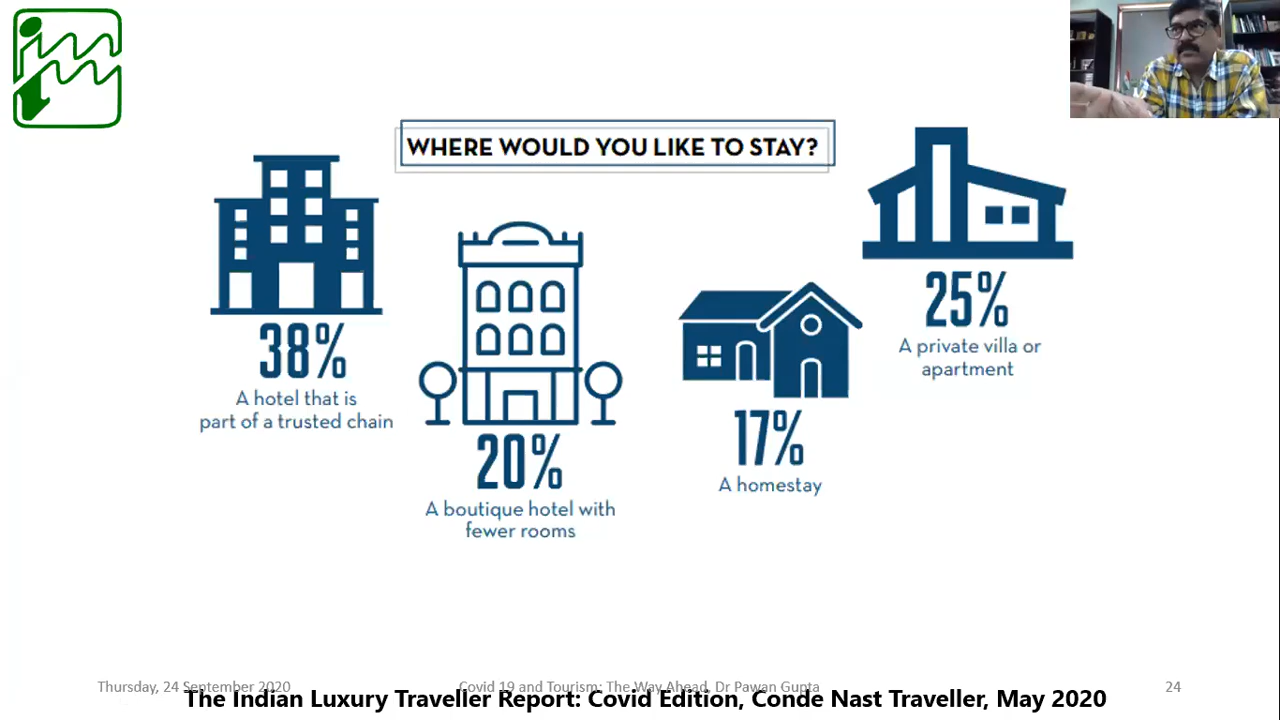 WHERE WOULD YOU LIKE TO STAY?
38%
A hotel that is
part of a trusted chain
20%
A boutique hotel with
fewer rooms
17%
A homestay
25%
A private villa or
apartment
Thursday, 24 September 2020
Covid 19 and Tourism: The Way Ahead, Dr Pawan Gupta
24
The Indian Luxury Traveller Report: Covid Edition, Conde Nast Traveller, May 2020